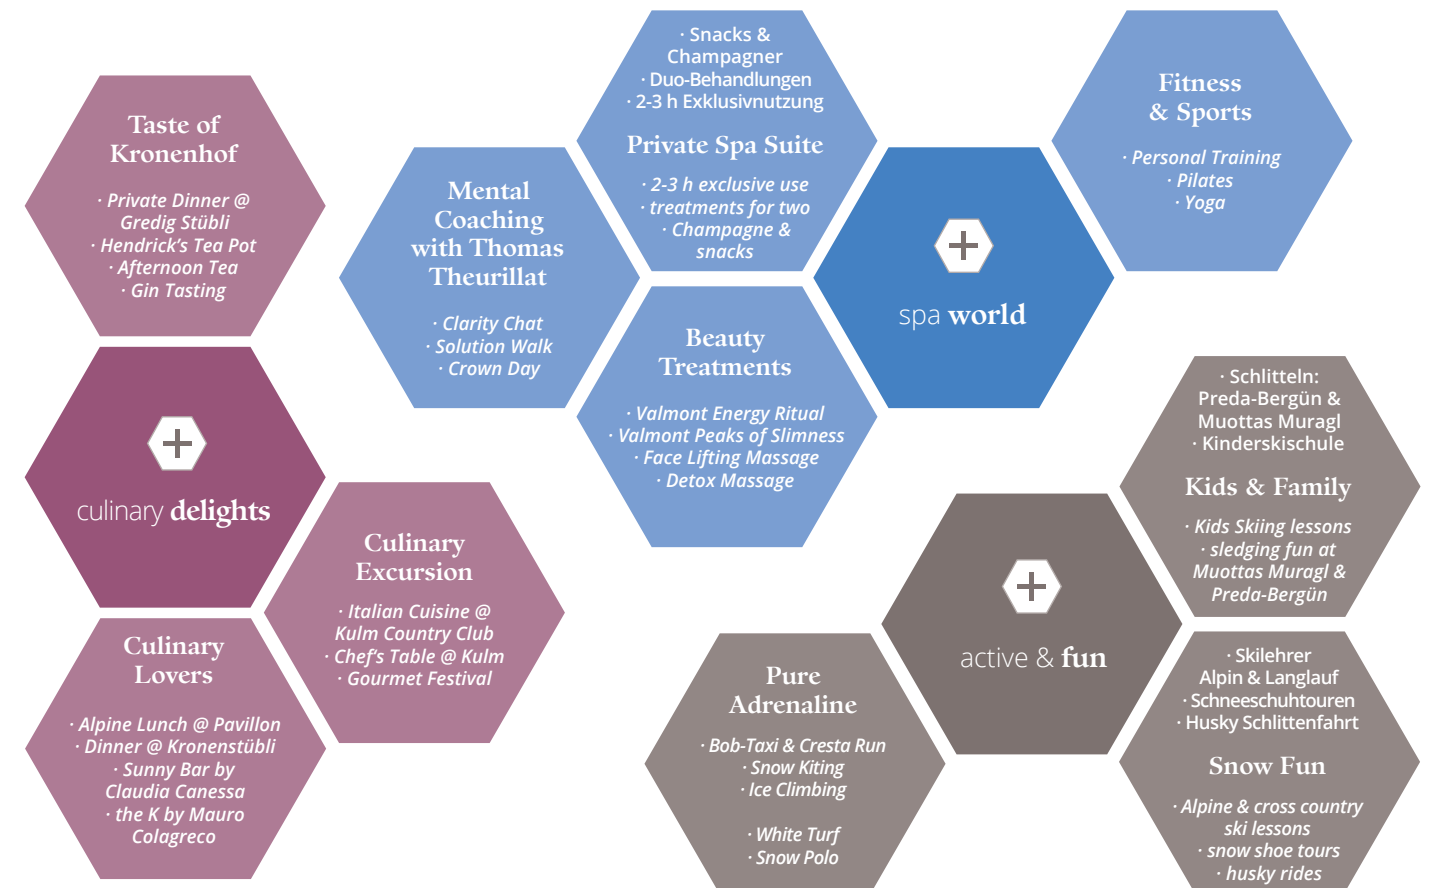 Taste of
Kronenhof
· Private Dinner @
Gredig Stübli
· Hendrick's Tea Pot
· Afternoon Tea
· Gin Tasting
culinary delights
Culinary
Lovers
· Alpine Lunch @ Pavillon
· Dinner @ Kronenstübli
· Sunny Bar by
Claudia Canessa
· the K by Mauro
Colagreco
Culinary
Excursion
· Italian Cuisine @
Kulm Country Club
· Chef's Table @ Kulm
· Gourmet Festival
Mental
Coaching
with Thomas
Theurillat
· Clarity Chat
· Solution Walk
· Crown Day
· Snacks &
Champagner
· Duo-Behandlungen
· 2-3 h Exklusivnutzung
Private Spa Suite
· 2-3 h exclusive use
· treatments for two
· Champagne &
snacks
Beauty
Treatments
· Valmont Energy Ritual
· Valmont Peaks of Slimness
· Face Lifting Massage
· Detox Massage
spa world
Fitness
& Sports
· Personal Training
· Pilates
· Yoga
active & fun
Pure
Adrenaline
· Bob-Taxi & Cresta Run
· Snow Kiting
· Ice Climbing
· White Turf
· Snow Polo
· Schlitteln:
Preda-Bergün &
Muottas Muragl
· Kinderskischule
Kids & Family
· Kids Skiing lessons
· sledging fun at
Muottas Muragl &
Preda-Bergün
· Skilehrer
Alpin & Langlauf
· Schneeschuhtouren
· Husky Schlittenfahrt
Snow Fun
· Alpine & cross country
ski lessons
· snow shoe tours
· husky rides